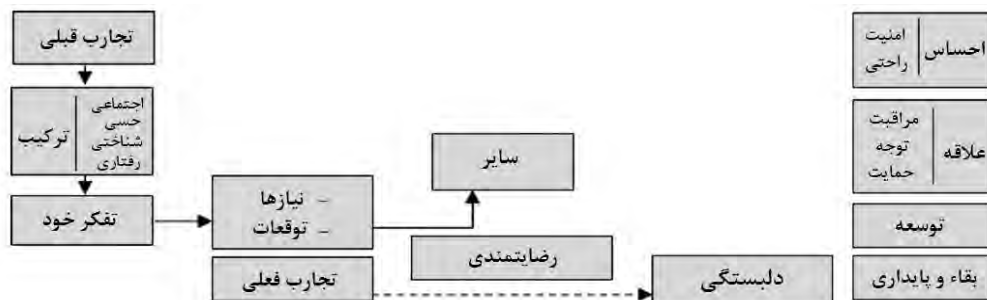 تجارب قبلی
ترکیب
اجتماعی
حسی
شناختی
رفتاری
تفکر خود
- نیازها
- توقعات
تجارب فعلی
سایر
رضایتمندی
دلبستگی
احساس
امنیت
راحتی
علاقه
مراقبت
توجه
حمایت
توسعه
بقاء و پایداری